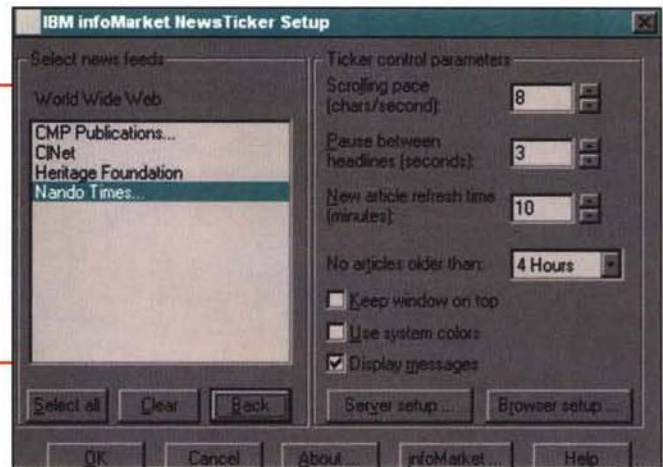 IBM infoMarket NewsTicker Setup
Select news feeds
World Wide Web
CMP Publications...
C|Net
Heritage Foundation
Nando Times...
Select all
Clear
Back
Ticker control parameters
Scrolling pace
(chars/second):
8
Pause between
headlines (seconds):
3
New article refresh time
(minutes):
10
No articles older than:
4 Hours
Keep window on top
Use system colors
Display messages
Server setup ...
Browser setup ...
OK
Cancel
About ...
infoMarket ...
Help